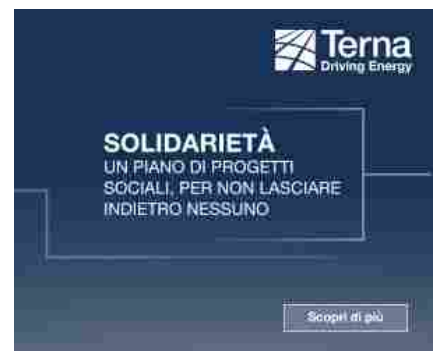 Terna
Driving Energy
SOLIDARIETÀ
UN PIANO DI PROGETTI
SOCIALI, PER NON LASCIARE
INDIETRO NESSUNO
Scopri di più